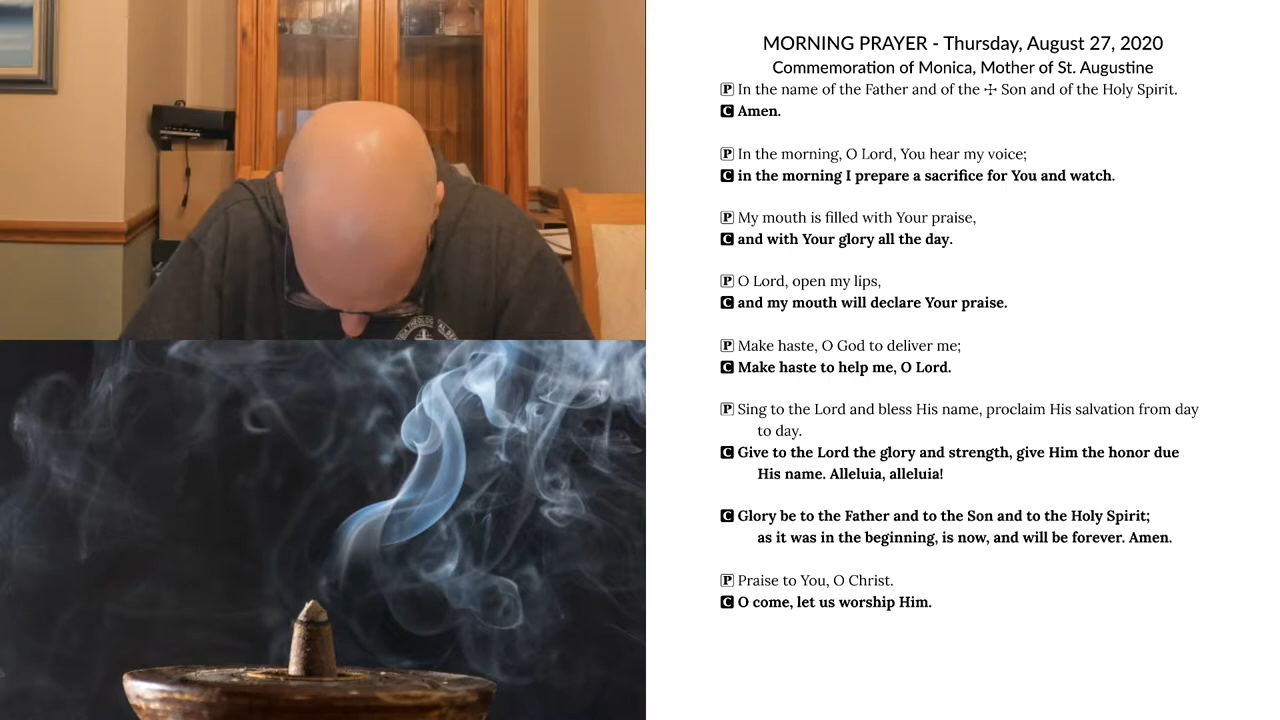 MORNING PRAYER - Thursday, August 27, 2020
Commemoration of Monica, Mother of St. Augustine
P In the name of the Father and of the ☩ Son and of the Holy Spirit.
C Amen.
P In the morning, O Lord, You hear my voice;
C in the morning I prepare a sacrifice for You and watch.
P My mouth is filled with Your praise,
C and with Your glory all the day.
P O Lord, open my lips,
C and my mouth will declare Your praise.
P Make haste, O God to deliver me;
C Make haste to help me, O Lord.
P Sing to the Lord and bless His name, proclaim His salvation from day
to day.
C Give to the Lord the glory and strength, give Him the honor due
His name. Alleluia, alleluia!
C Glory be to the Father and to the Son and to the Holy Spirit;
as it was in the beginning, is now, and will be forever. Amen.
P Praise to You, O Christ.
C O come, let us worship Him.